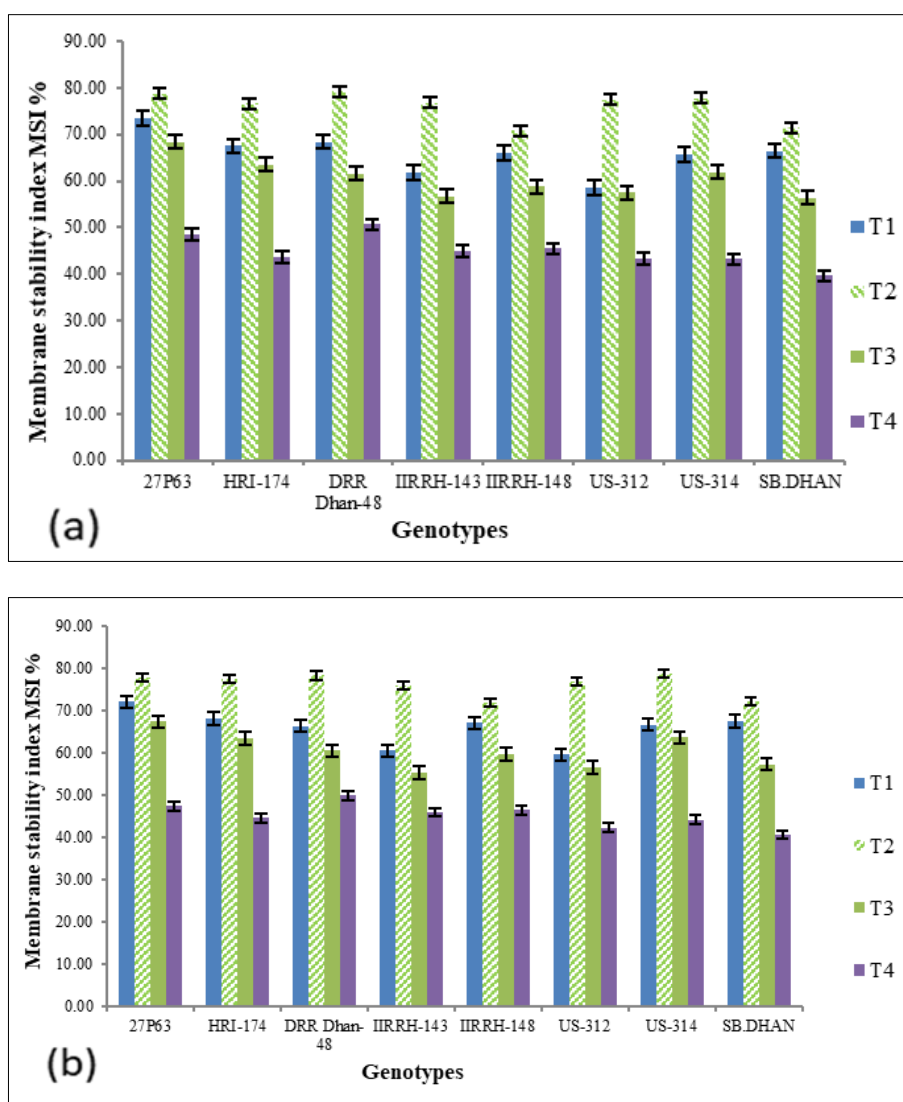 Membrane stability index MSI %
90.00
80.00
70.00
60.00
50.00
40.00
30.00
20.00
10.00
0.00
27P63 HRI-174 DRR Dhan-48 IIRRH-143 IIRRH-148 US-312 US-314 SB.DHAN
Genotypes
T1
T2
T3
T4
(a)
Membrane stability index MSI %
90.00
80.00
70.00
60.00
50.00
40.00
30.00
20.00
10.00
0.00
27P63 HRI-174 DRR Dhan-48 IIRRH-143 IIRRH-148 US-312 US-314 SB.DHAN
Genotypes
T1
T2
T3
T4
(b)